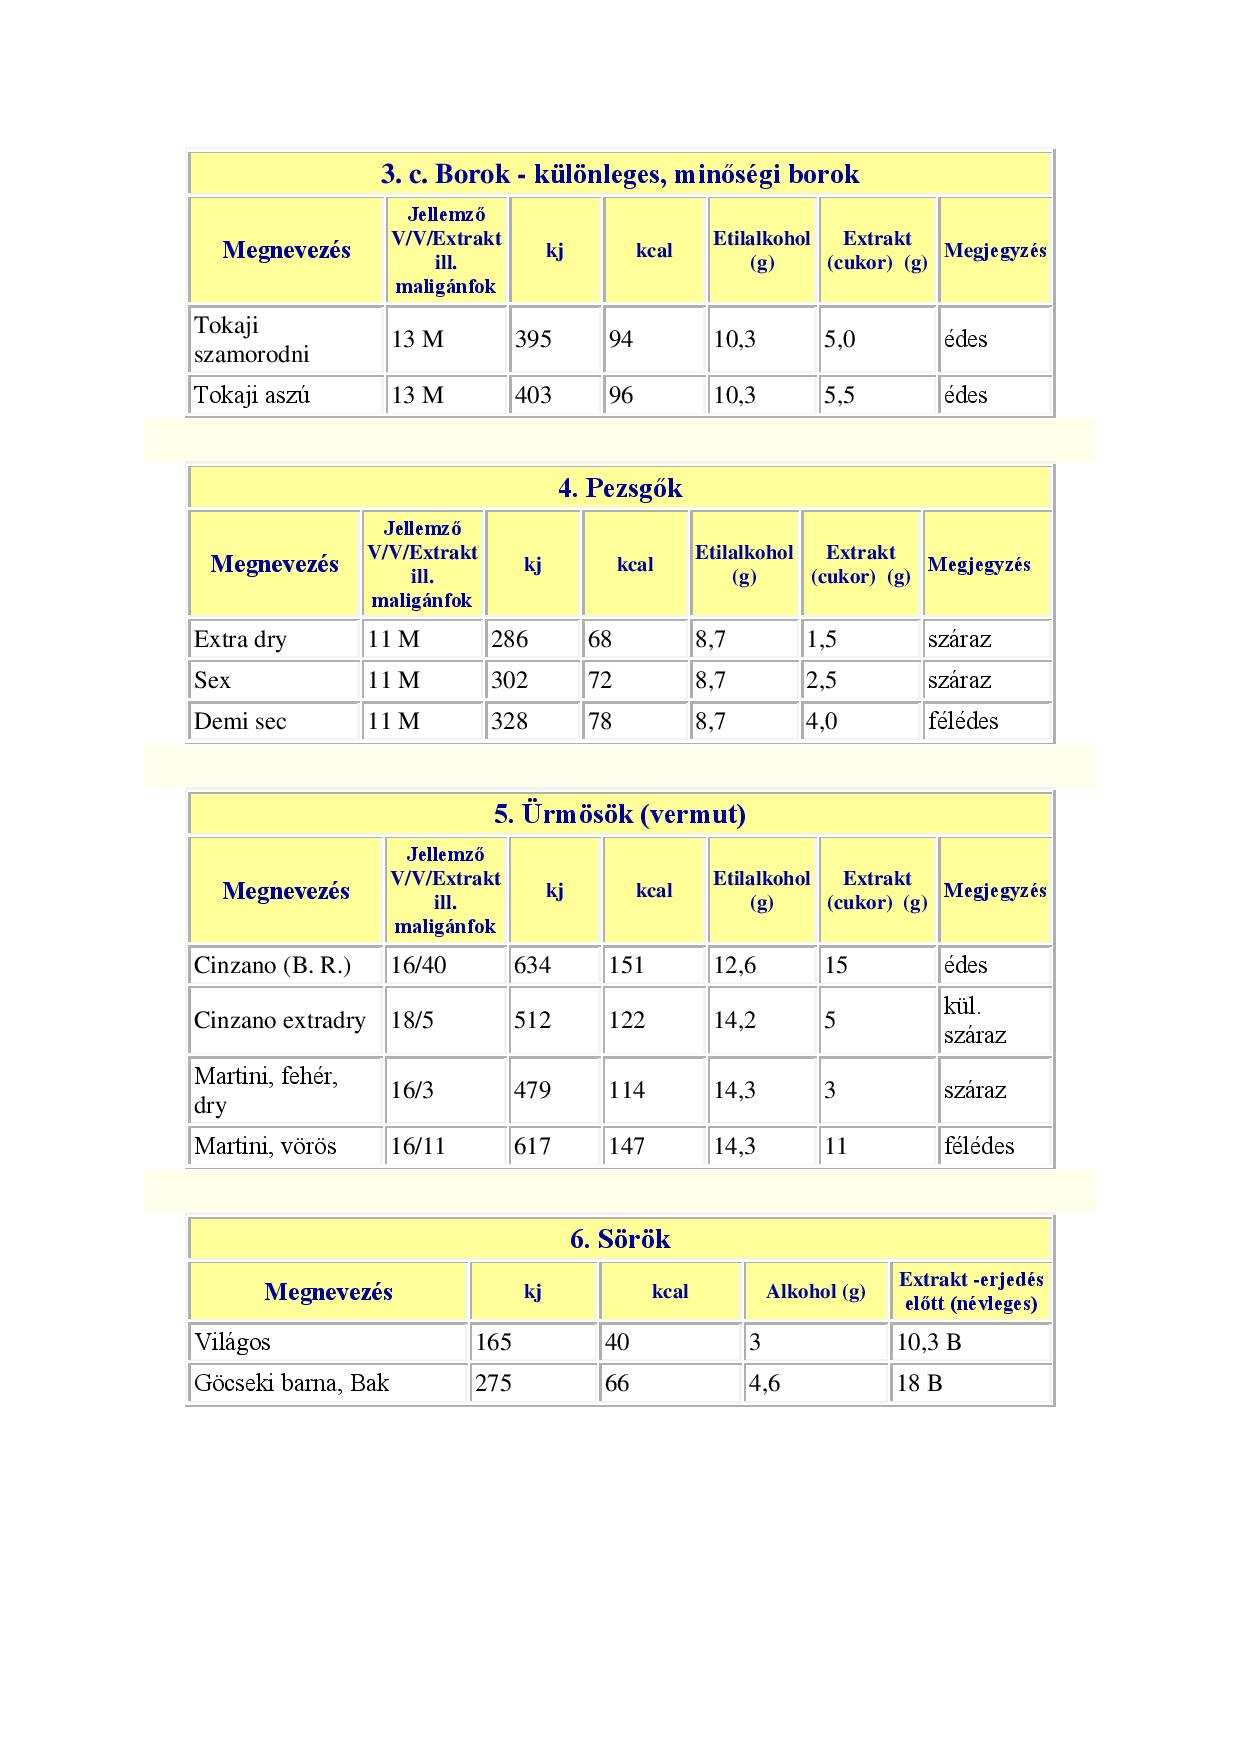 3. c. Borok - különleges, minőségi borok
Megnevezés Jellemző V/V/Extrakt ill. maligánfok kj kcal Etilalkohol (g) Extrakt (cukor) (g) Megjegyzés
Tokaji szamorodni 13 M 395 94 10,3 5,0 édes
Tokaji aszú 13 M 403 96 10,3 5,5 édes
4. Pezsgők
Megnevezés Jellemző V/V/Extrakt ill. maligánfok kj kcal Etilalkohol (g) Extrakt (cukor) (g) Megjegyzés
Extra dry 11 M 286 68 8,7 1,5 száraz
Sex 11 M 302 72 8,7 2,5 száraz
Demi sec 11 M 328 78 8,7 4,0 félédes
5. Ürmösök (vermut)
Megnevezés Jellemző V/V/Extrakt ill. maligánfok kj kcal Etilalkohol (g) Extrakt (cukor) (g) Megjegyzés
Cinzano (B. R.) 16/40 634 151 12,6 15 édes
Cinzano extradry 18/5 512 122 14,2 5 kül. száraz
Martini, fehér, dry 16/3 479 114 14,3 3 száraz
Martini, vörös 16/11 617 147 14,3 11 félédes
6. Sörök
Megnevezés kj kcal Alkohol (g) Extrakt -erjedés előtt (névleges)
Világos 165 40 3 10,3 B
Göcseki barna, Bak 275 66 4,6 18 B